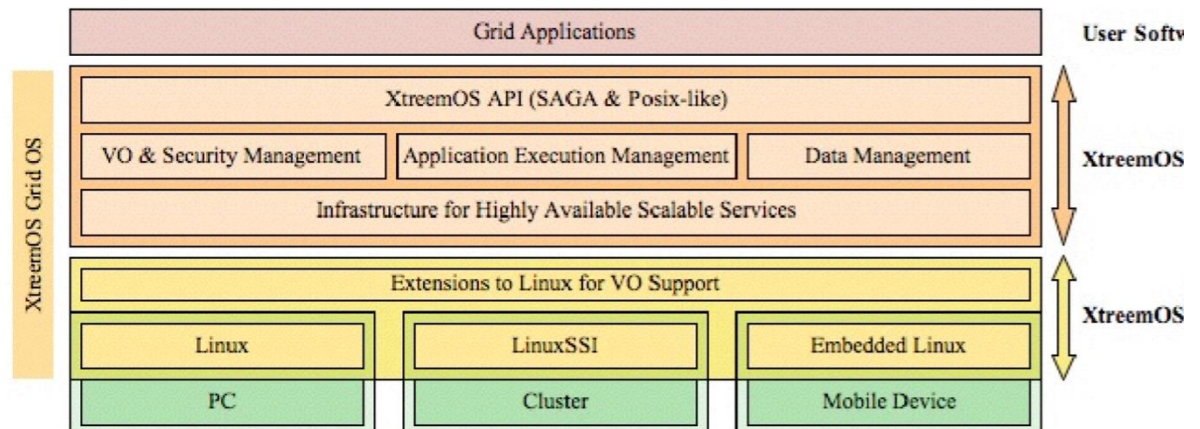 Grid Applications
User Softw
XtreemOS Grid OS
XtreemOS API (SAGA & Posix-like)
VO & Security Management
Application Execution Management
Data Management
XtreemOS
Infrastructure for Highly Available Scalable Services
Extensions to Linux for VO Support
XtreemOS
Linux
LinuxSSI
Embedded Linux
PC
Cluster
Mobile Device